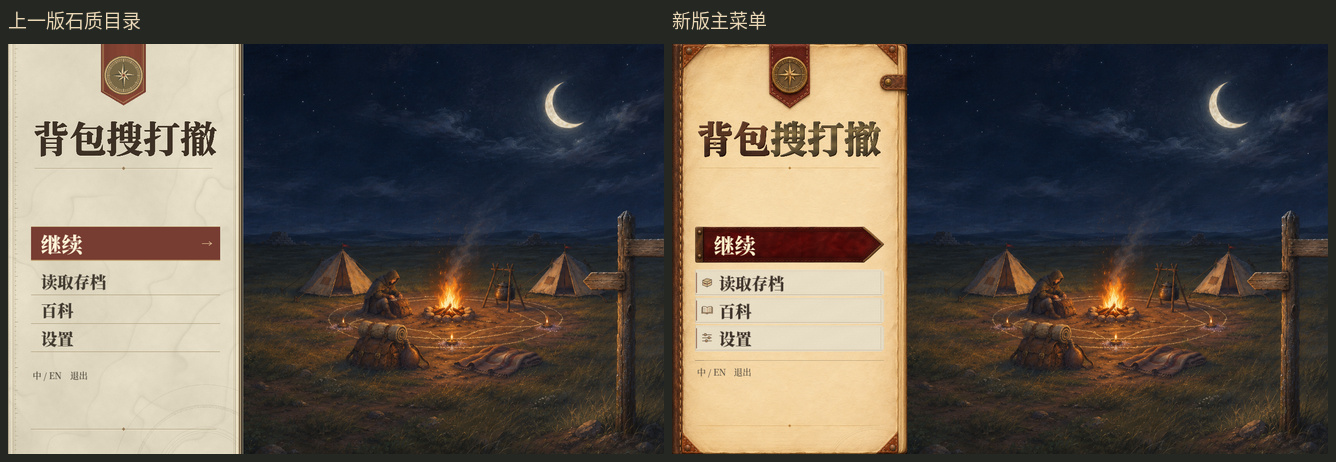 上一版石质目录
背包搜打撤
继续 →
读取存档
百科
设置
中 / EN 退出
新版主菜单
背包搜打撤
继续
读取存档
百科
设置
中 / EN 退出